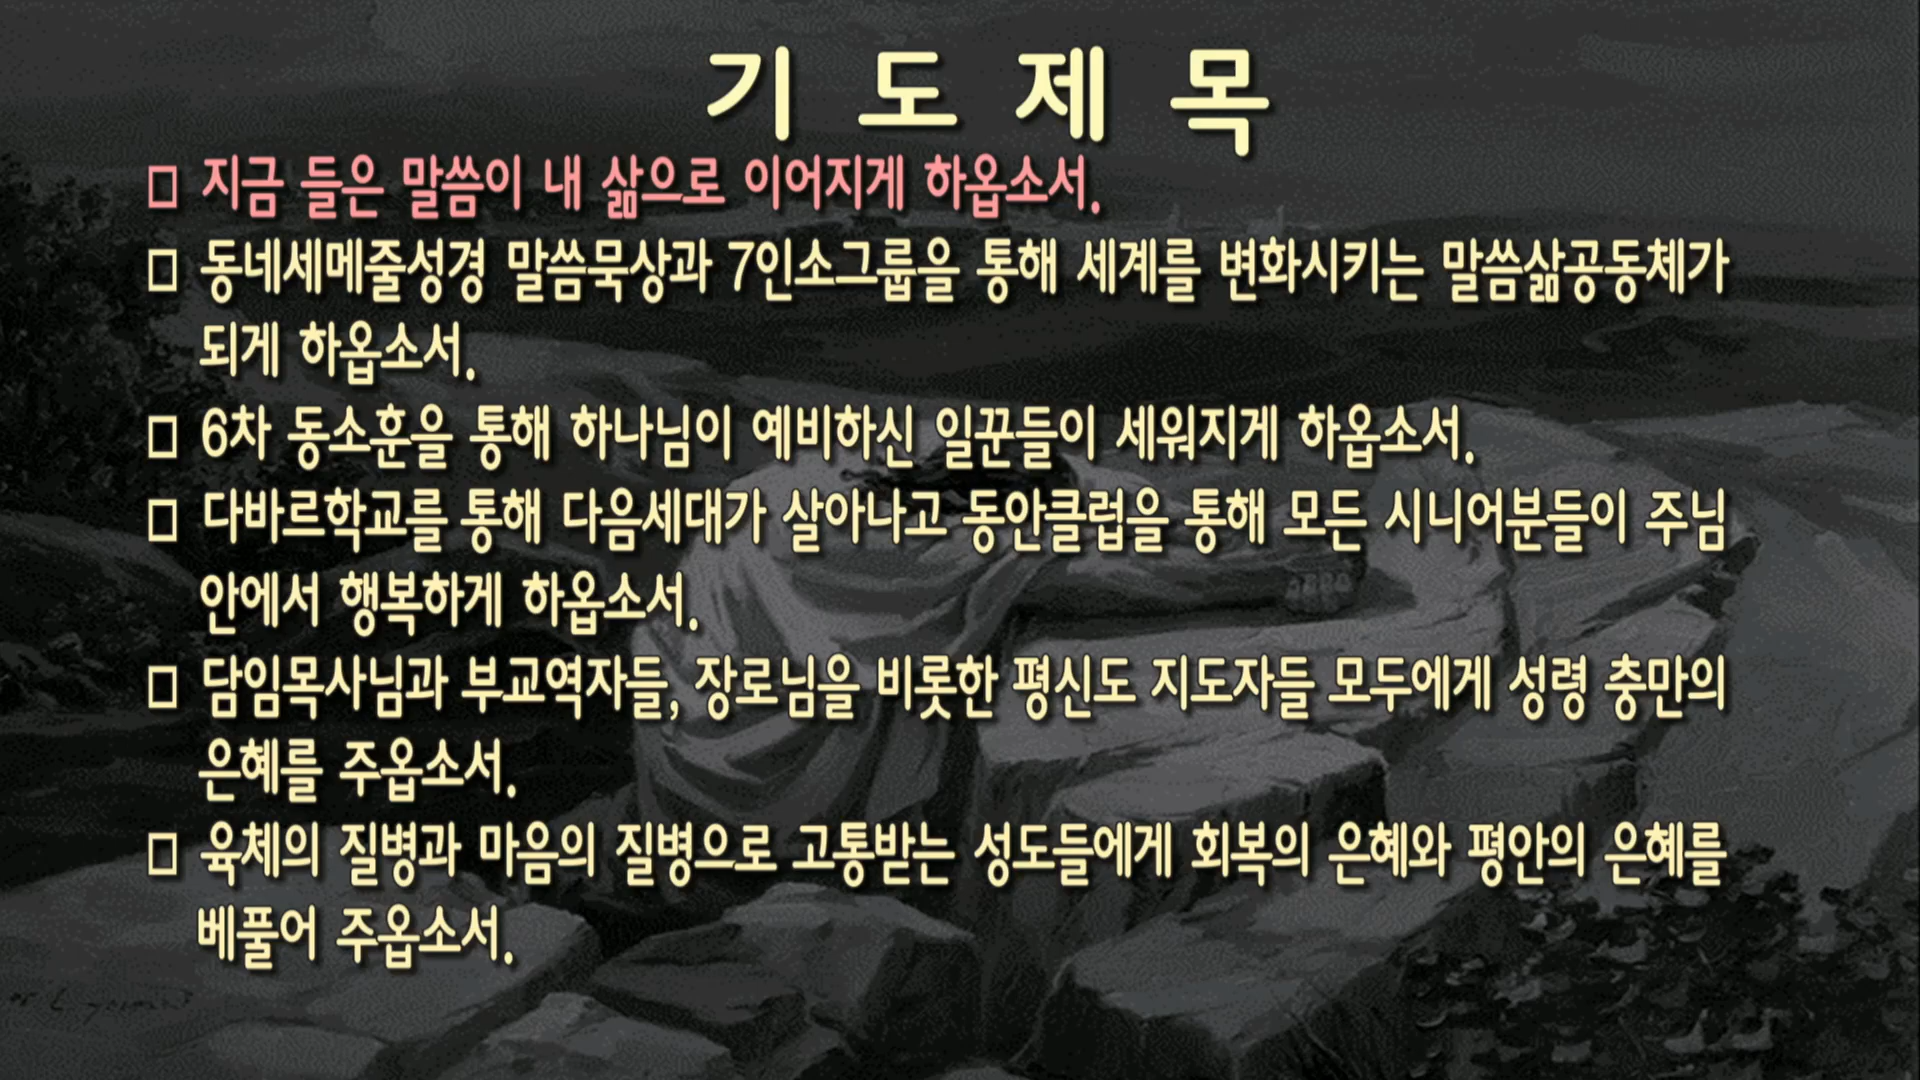 기 도 제 목
□ 지금 들은 말씀이 내 삶으로 이어지게 하옵소서.
□ 동네세메줄성경 말씀묵상과 7인소그룹을 통해 세계를 변화시키는 말씀삶공동체가
되게 하옵소서.
□ 6차 동소훈을 통해 하나님이 예비하신 일꾼들이 세워지게 하옵소서.
□ 다바르학교를 통해 다음세대가 살아나고 동안클럽을 통해 모든 시니어분들이 주님
안에서 행복하게 하옵소서.
□ 담임목사님과 부교역자들, 장로님을 비롯한 평신도 지도자들 모두에게 성령 충만의
은혜를 주옵소서.
□ 육체의 질병과 마음의 질병으로 고통받는 성도들에게 회복의 은혜와 평안의 은혜를
베풀어 주옵소서.